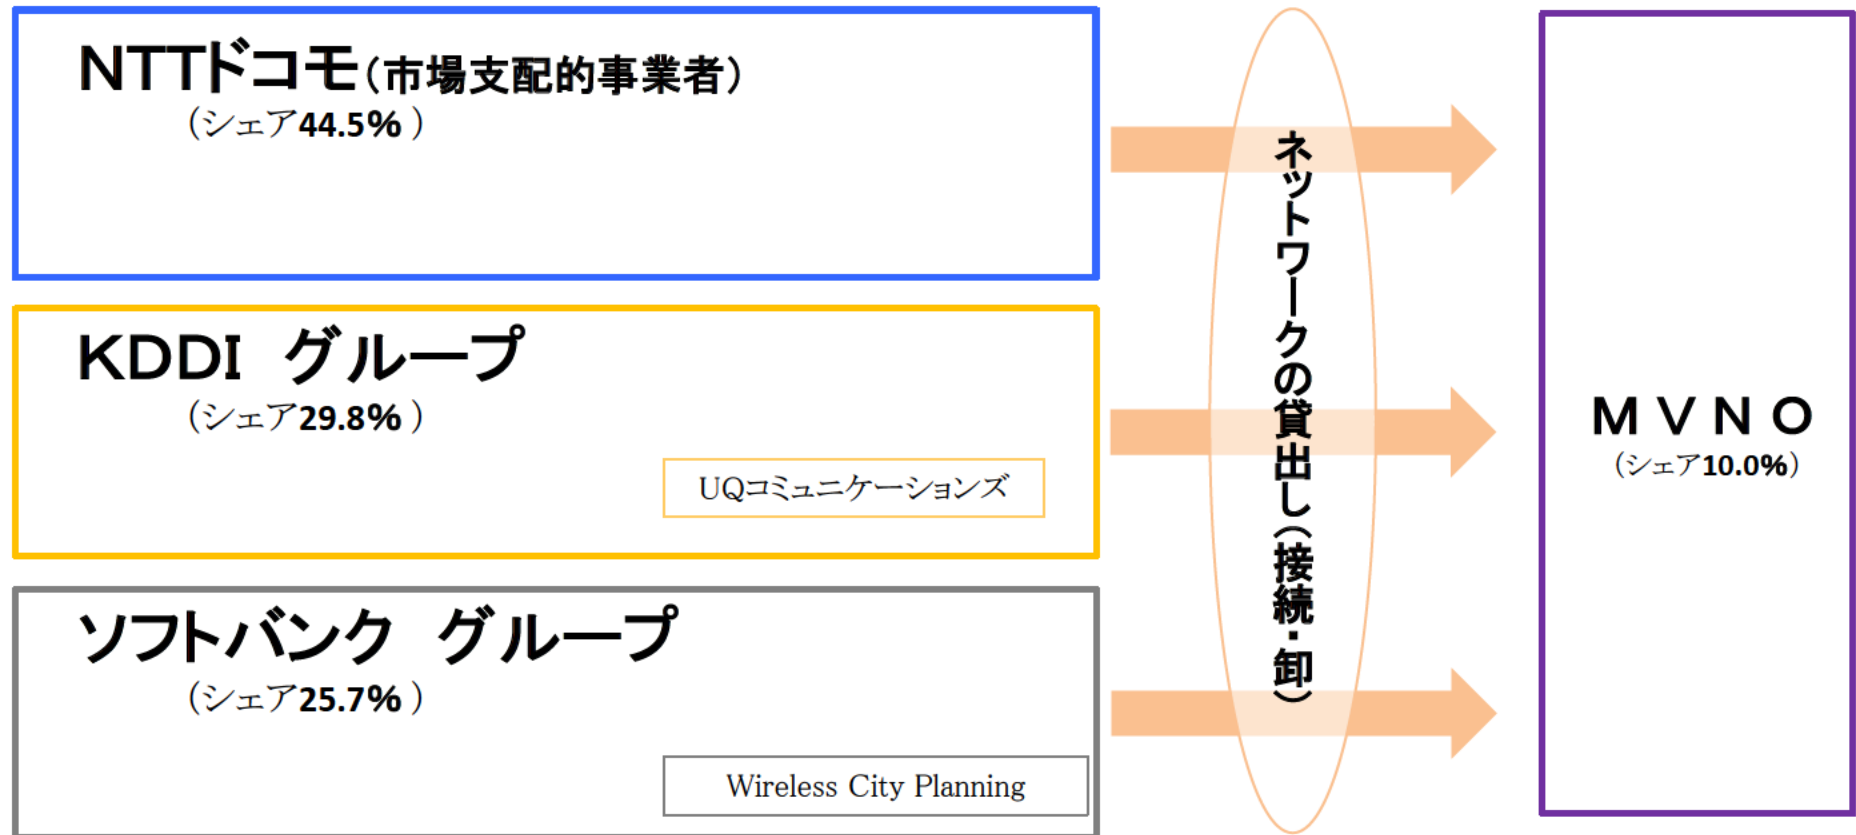 NTTドコモ(市場支配的事業者)
(シェア44.5% )
KDDI グループ
(シェア29.8% )
UQコミュニケーションズ
ソフトバンク グループ
(シェア25.7% )
Wireless City Planning
ネットワークの貸出し(接続・卸)
MVNO
(シェア10.0%)